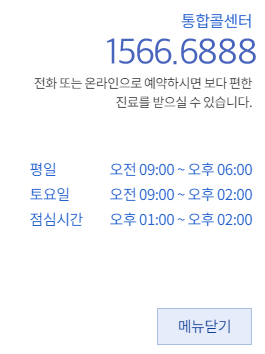 통합콜센터
1566.6888
전화 또는 온라인으로 예약하시면 보다 편한
진료를 받으실 수 있습니다.
평일 오전 09:00 ~ 오후 06:00
토요일 오전 09:00 ~ 오후 02:00
점심시간 오후 01:00 ~ 오후 02:00
메뉴닫기